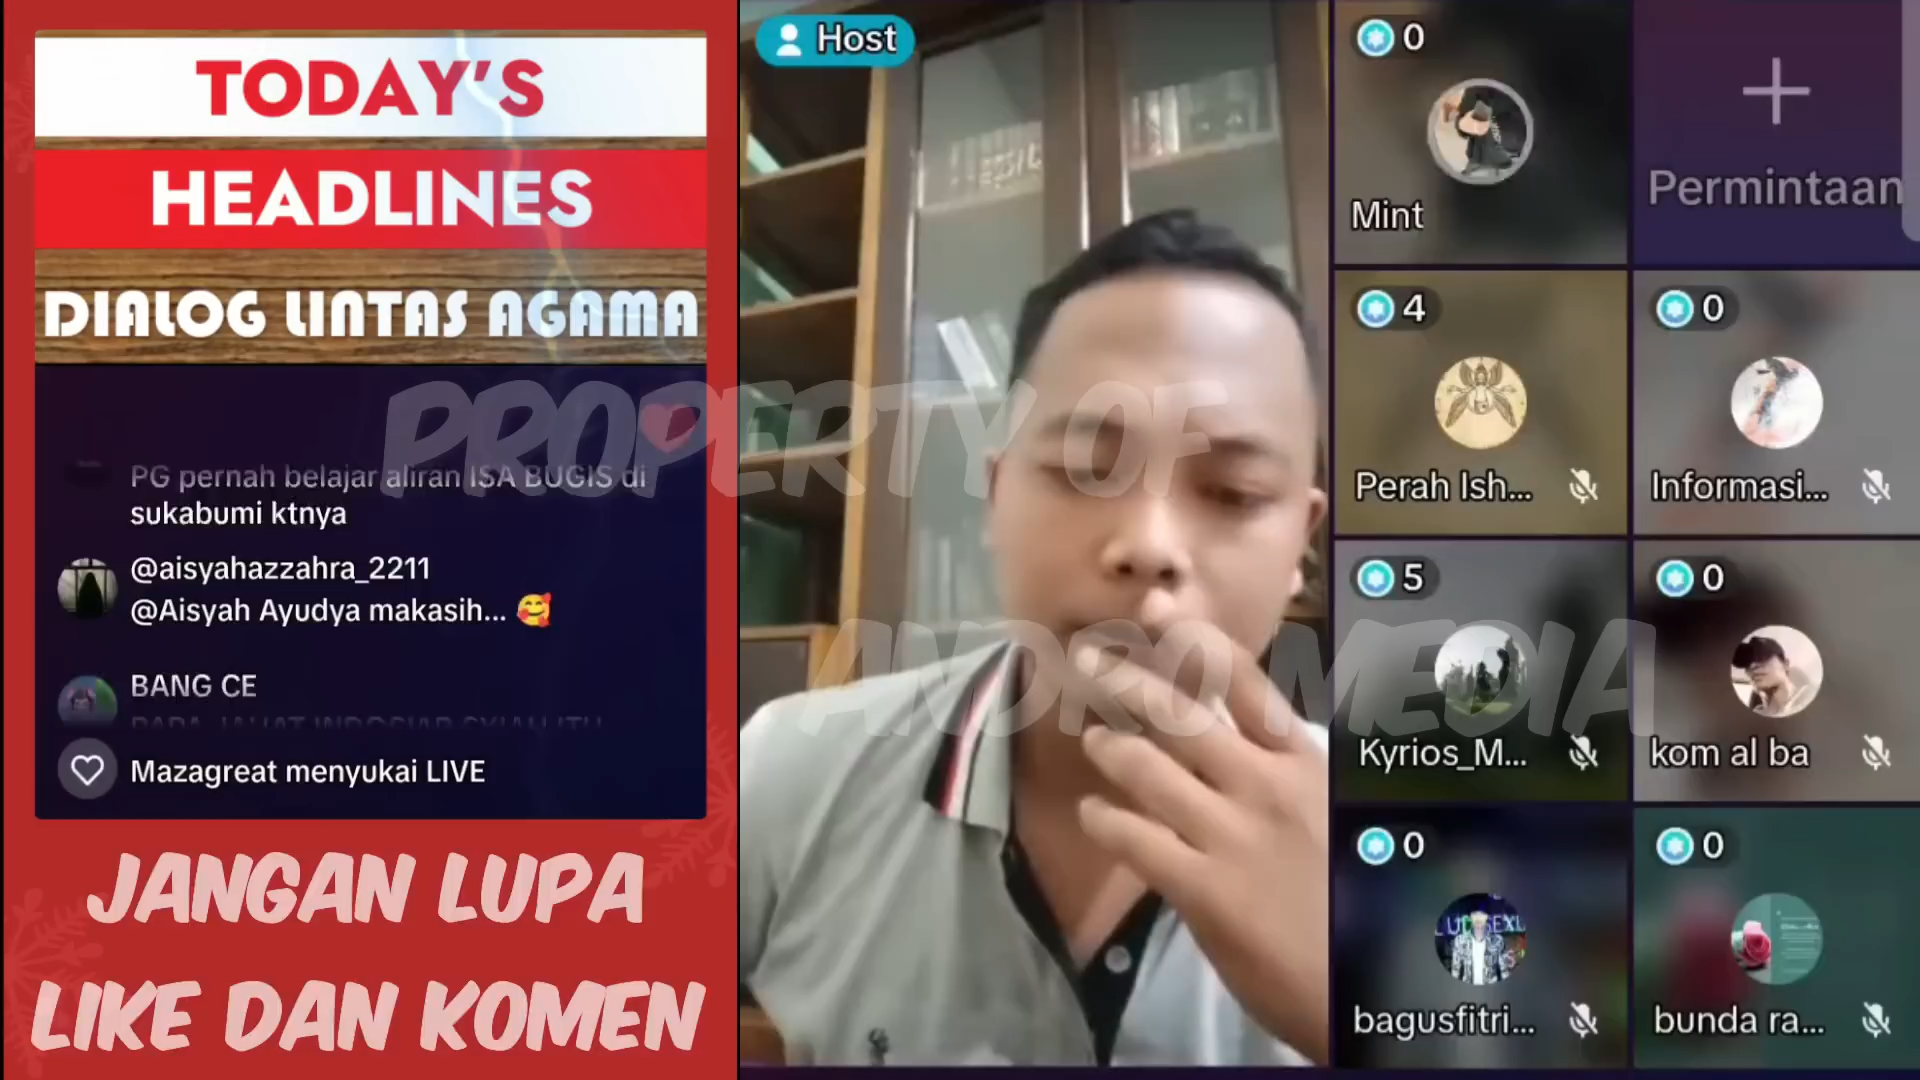 TODAY'S
HEADLINES
DIALOG LINTAS AGAMA
PG pernah belajar aliran ISA BUGIS di
sukabumi ktnya
@aisyahazzahra_2211
@Aisyah Ayudya makasih... 🥰
BANG CE
Mazagreat menyukai LIVE
JANGAN LUPA
LIKE DAN KOMEN
PROPERTY OF
ANDRO MEDIA
Host
0
Mint
Permintaan
4
Perah Ish...
0
Informasi...
5
Kyrios_M...
0
kom al ba
0
bagusfitri...
0
bunda ra...